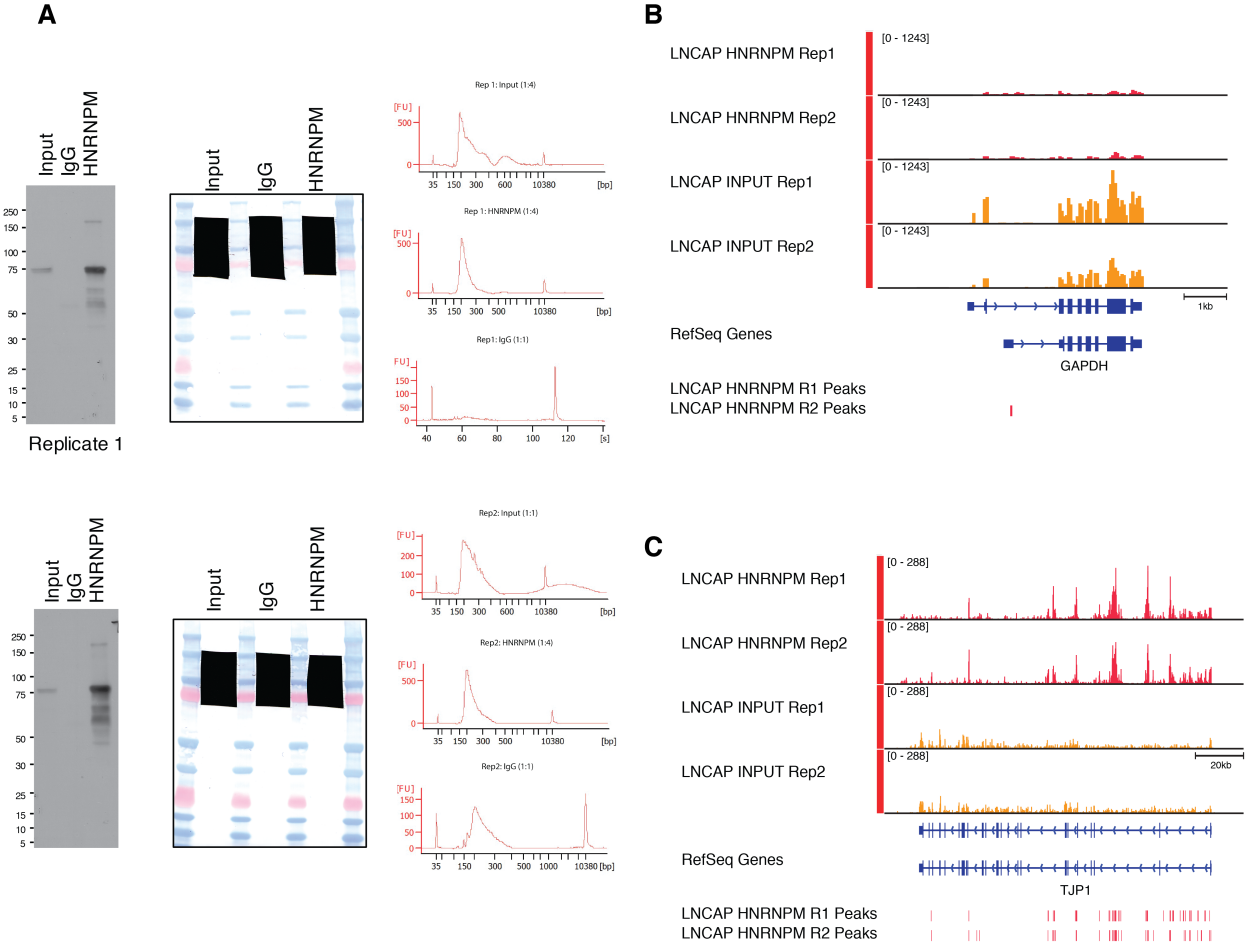 A
Input
IgG
HNRNPM
250
150
100
75
50
30
25
15
10
5
Replicate 1
Input
IgG
HNRNPM
Rep 1: Input (1:4)
[FU]
500
0
35 150 300 600 10380 [bp]
Rep 1: HNRNPM (1:4)
[FU]
500
0
35 150 300 500 10380 [bp]
Rep1: IgG (1:1)
FU]
150
100
50
0
40 60 80 100 120 [s]
Input
IgG
HNRNPM
250
150
100
75
50
30
25
15
10
5
Input
IgG
HNRNPM
Rep2: Input (1:1)
[FU]
200
100
0
35 150 300 600 10380 [bp]
Rep2: HNRNPM (1:4)
[FU]
500
0
35 150 300 500 10380 [bp]
Rep2: IgG (1:1)
[FU]
150
100
50
0
35 150 300 400 500 1000 10380 [bp]
B
LNCAP HNRNPM Rep1
[0 - 1243]
LNCAP HNRNPM Rep2
[0 - 1243]
LNCAP INPUT Rep1
[0 - 1243]
LNCAP INPUT Rep2
[0 - 1243]
1kb
RefSeq Genes
GAPDH
LNCAP HNRNPM R1 Peaks
LNCAP HNRNPM R2 Peaks
C
LNCAP HNRNPM Rep1
[0 - 288]
LNCAP HNRNPM Rep2
[0 - 288]
LNCAP INPUT Rep1
[0 - 288]
LNCAP INPUT Rep2
[0 - 288]
20kb
RefSeq Genes
TJP1
LNCAP HNRNPM R1 Peaks
LNCAP HNRNPM R2 Peaks